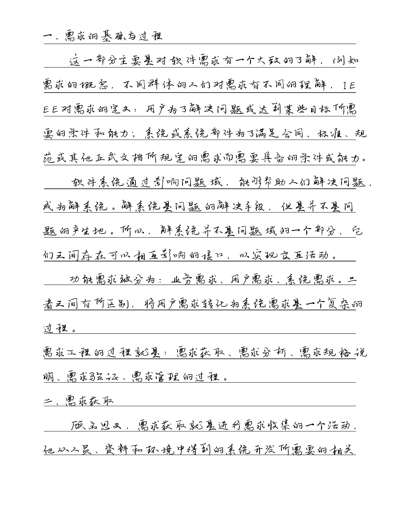 一、需求的基础与过程
这一部分主要是对软件需求有一个大致的了解，例如
需求的概念，不同群体的人们对需求有不同的理解，IE
EE对需求的定义：用户为了解决问题或达到某些目标所需
要的条件和能力；系统或系统部件为了满足合同、标准、规
范或其他正式文档所规定的需求而需要具备的条件或能力。
软件系统通过影响问题域，能够帮助人们解决问题，
成为解系统。解系统是问题的解决手段，但是并不是问
题的产生地。所以，解系统并不是问题域的一个部分，它
们之间存在可以相互影响的接口，以实现交互活动。
功能需求被分为：业务需求、用户需求、系统需求。三
者之间有所区别，将用户需求转化为系统需求是一个复杂的
过程。
需求工程的过程就是：需求获取、需求分析、需求规格说
明、需求验证、需求管理的过程。
二、需求获取
顾名思义，需求获取就是进行需求收集的一个活动，
他从人员、资料和环境中得到的系统开发所需要的相关